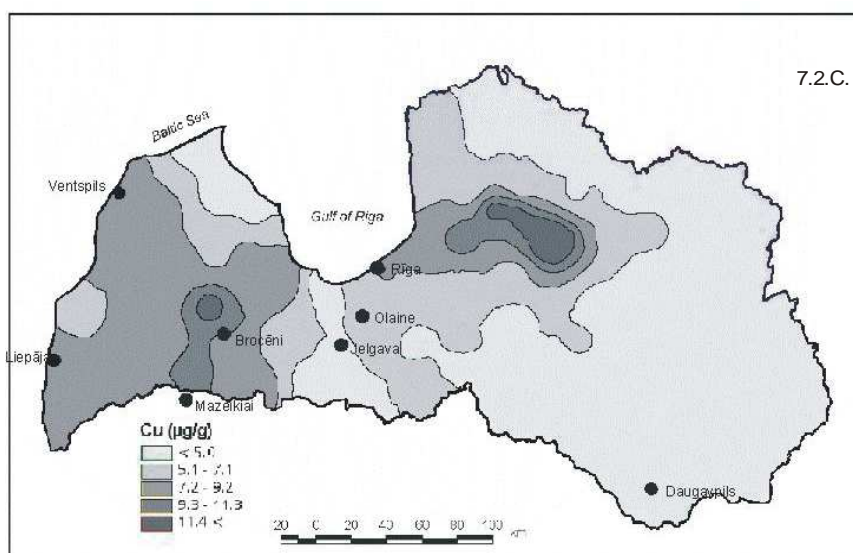 7.2.C.
Baltic Sea
Ventspils
Gulf of Riga
Rīga
Olaine
Brocēni
Jelgava
Liepāja
Mazeikiai
Cu (µg/g)
< 5.0
5.1 - 7.1
7.2 - 9.2
9.3 - 11.3
11.4 <
Daugavpils
20 0 20 40 60 80 100
km